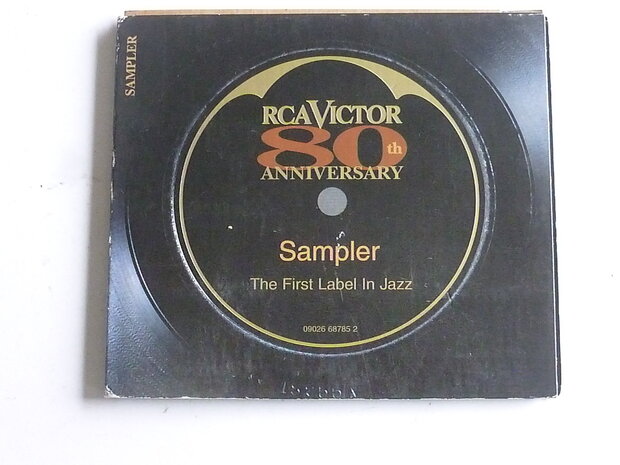 SAMPLER
RCAVICTOR
80th
ANNIVERSARY
Sampler
The First Label In Jazz
09026 68785 2